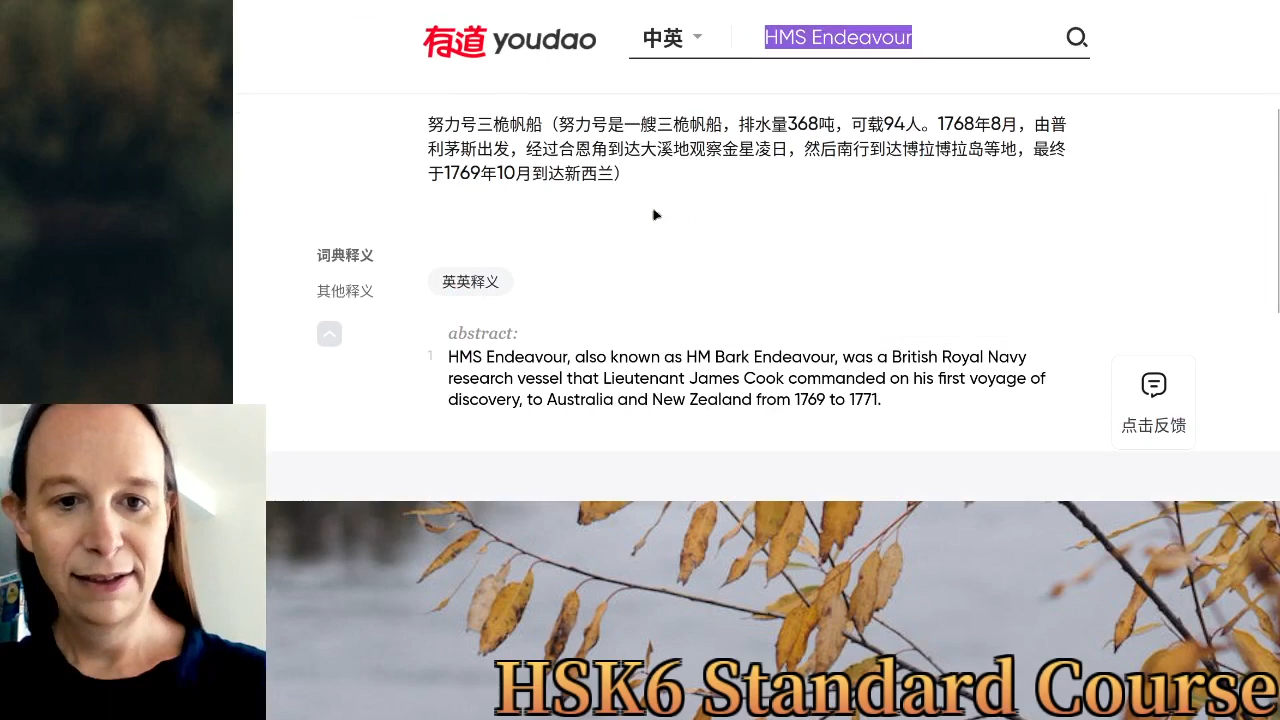 有道 youdao
中英
HMS Endeavour
努力号三桅帆船（努力号是一艘三桅帆船，排水量368吨，可载94人。1768年8月，由普
利茅斯出发，经过合恩角到达大溪地观察金星凌日，然后南行到达博拉博拉岛等地，最终
于1769年10月到达新西兰）
词典释义
其他释义
英英释义
abstract:
1 HMS Endeavour, also known as HM Bark Endeavour, was a British Royal Navy
research vessel that Lieutenant James Cook commanded on his first voyage of
discovery, to Australia and New Zealand from 1769 to 1771.
点击反馈
HSK6 Standard Course